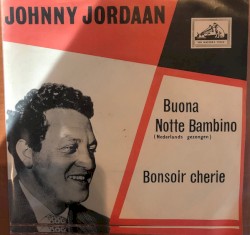 JOHNNY JORDAAN
Buona
Notte Bambino
(Nederlands gezongen)
Bonsoir cherie